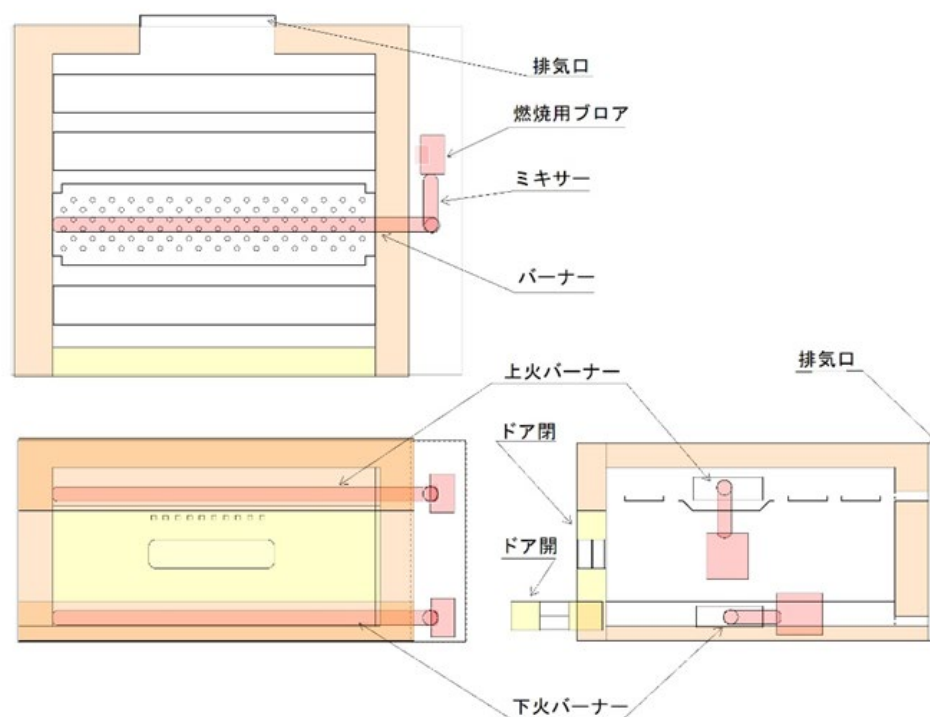 排気口
燃焼用ブロア
ミキサー
バーナー
上火バーナー
排気口
ドア閉
ドア開
下火バーナー